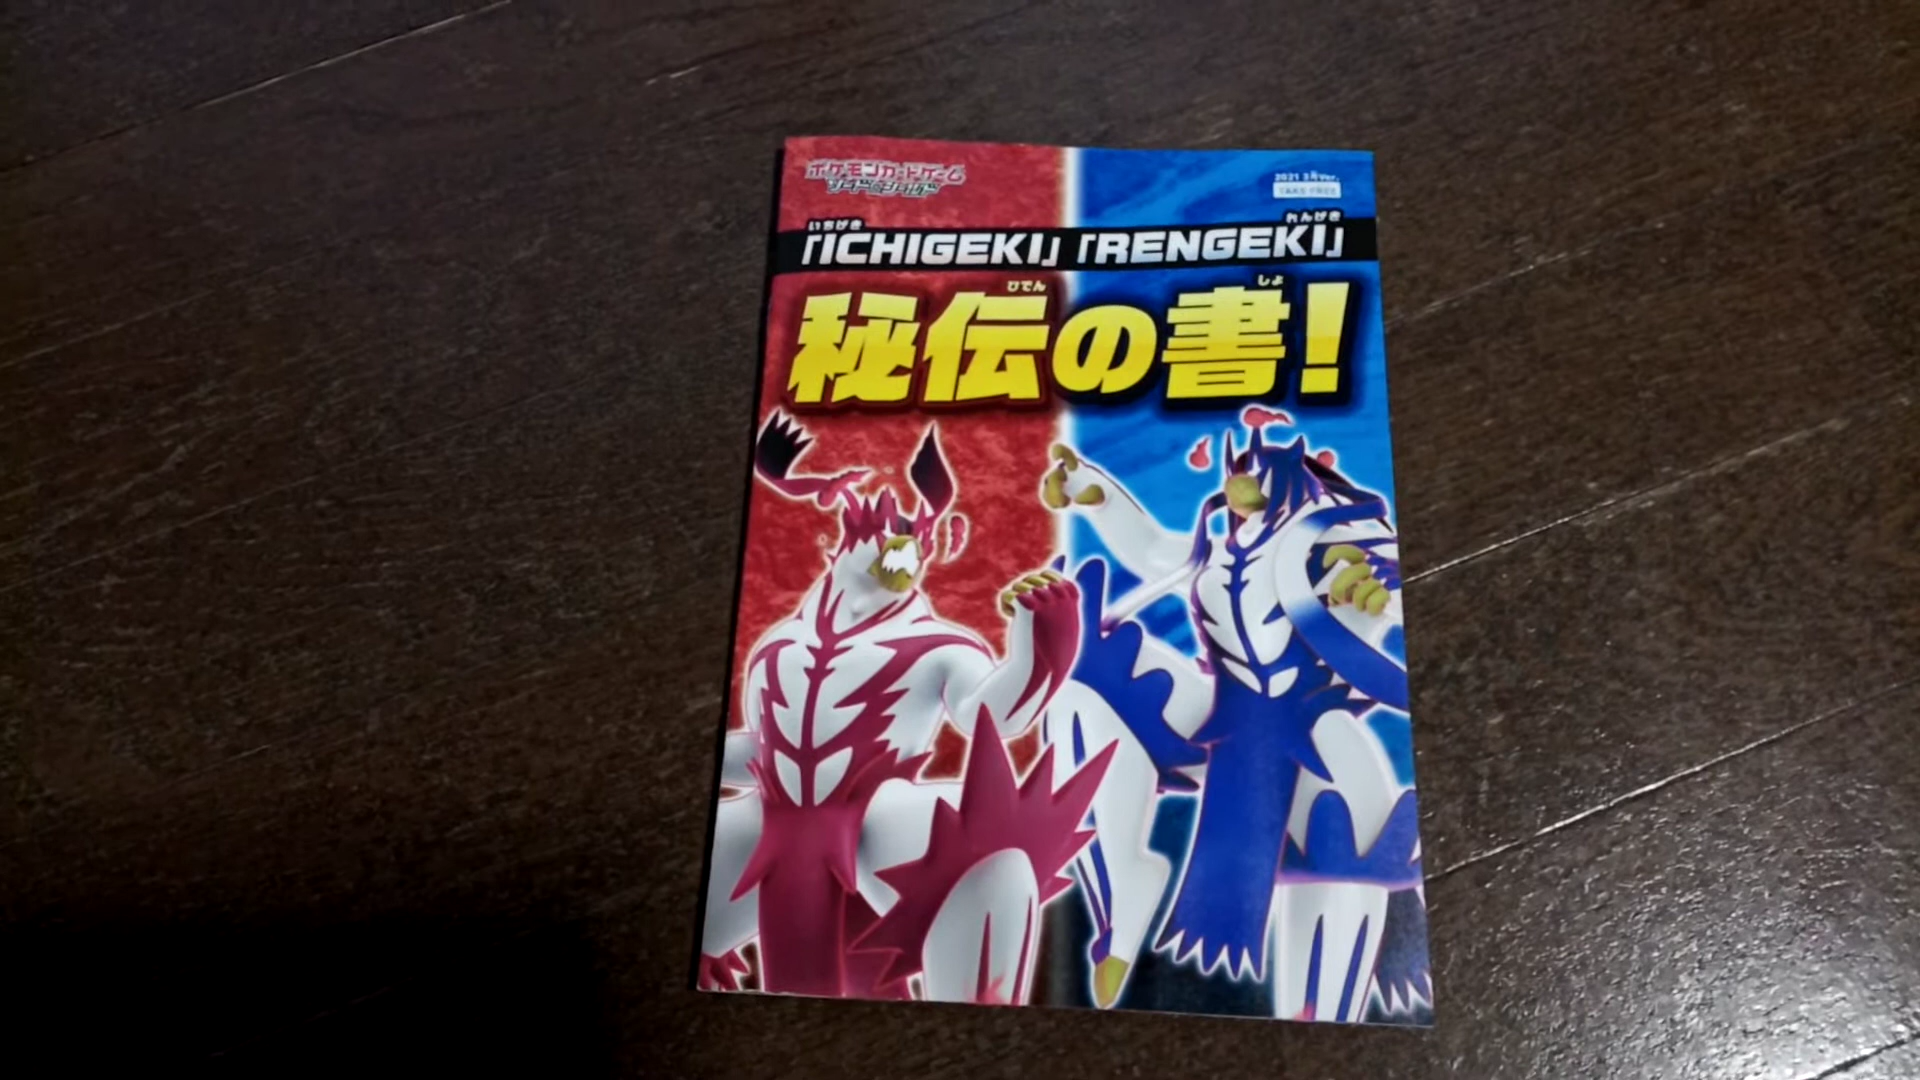 ポケモンカードゲーム
ソード&シールド
2021 3月Ver.
TAKE FREE
いちげき れんげき
「ICHIGEKI」「RENGEKI」
ひでん しょ
秘伝の書!